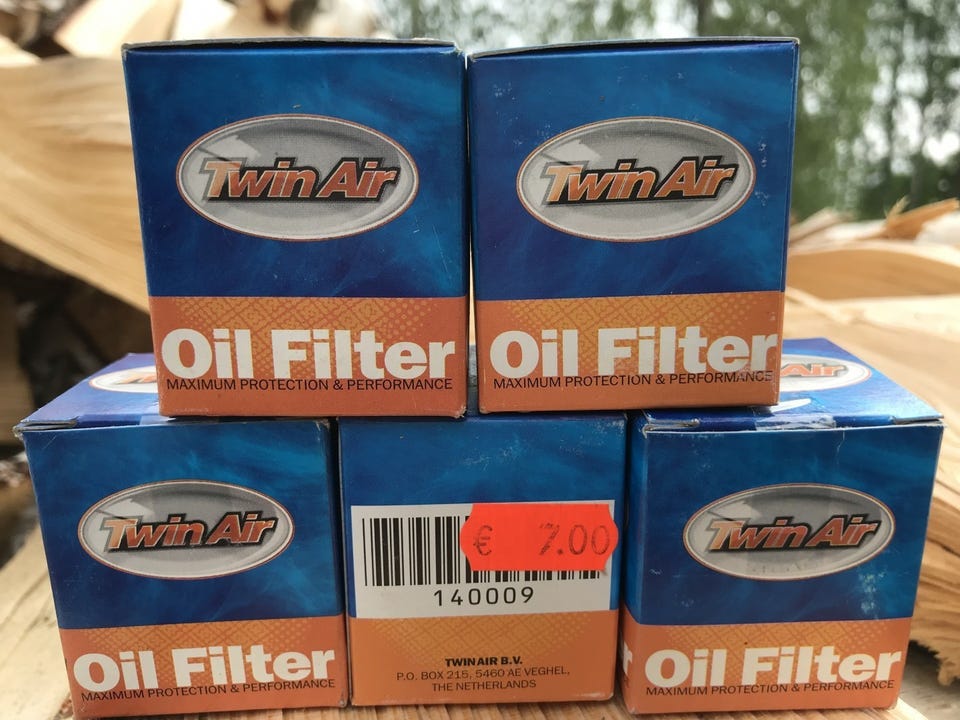 Twin Air
Oil Filter
MAXIMUM PROTECTION & PERFORMANCE
Twin Air
Oil Filter
MAXIMUM PROTECTION & PERFORMANCE
Twin Air
Oil Filter
MAXIMUM PROTECTION & PERFORMANCE
€ 7.00
140009
TWIN AIR B.V.
P.O. BOX 215, 5460 AE VEGHEL,
THE NETHERLANDS
Air
Twin Air
Oil Filter
MAXIMUM PROTECTION & PERFORMANCE